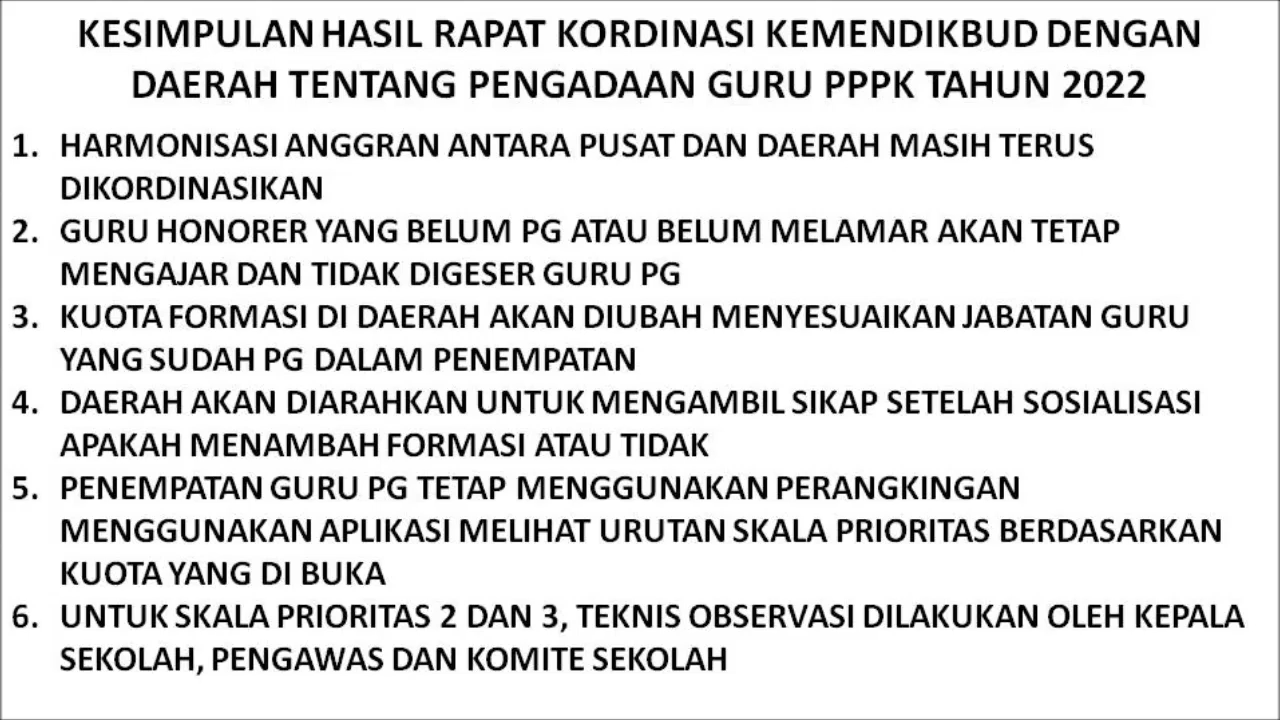 KESIMPULAN HASIL RAPAT KORDINASI KEMENDIKBUD DENGAN
DAERAH TENTANG PENGADAAN GURU PPPK TAHUN 2022
1. HARMONISASI ANGGRAN ANTARA PUSAT DAN DAERAH MASIH TERUS
DIKORDINASIKAN
2. GURU HONORER YANG BELUM PG ATAU BELUM MELAMAR AKAN TETAP
MENGAJAR DAN TIDAK DIGESER GURU PG
3. KUOTA FORMASI DI DAERAH AKAN DIUBAH MENYESUAIKAN JABATAN GURU
YANG SUDAH PG DALAM PENEMPATAN
4. DAERAH AKAN DIARAHKAN UNTUK MENGAMBIL SIKAP SETELAH SOSIALISASI
APAKAH MENAMBAH FORMASI ATAU TIDAK
5. PENEMPATAN GURU PG TETAP MENGGUNAKAN PERANGKINGAN
MENGGUNAKAN APLIKASI MELIHAT URUTAN SKALA PRIORITAS BERDASARKAN
KUOTA YANG DI BUKA
6. UNTUK SKALA PRIORITAS 2 DAN 3, TEKNIS OBSERVASI DILAKUKAN OLEH KEPALA
SEKOLAH, PENGAWAS DAN KOMITE SEKOLAH